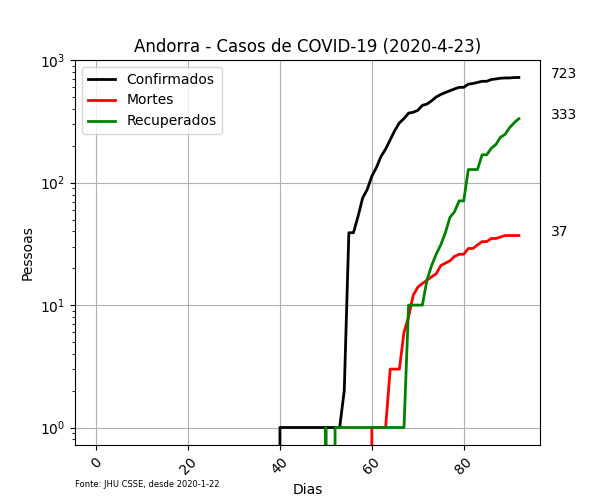 Andorra - Casos de COVID-19 (2020-4-23)
Confirmados
Mortes
Recuperados
723
333
37
10³
10²
10¹
10⁰
Pessoas
0
20
40
60
80
Dias
Fonte: JHU CSSE, desde 2020-1-22